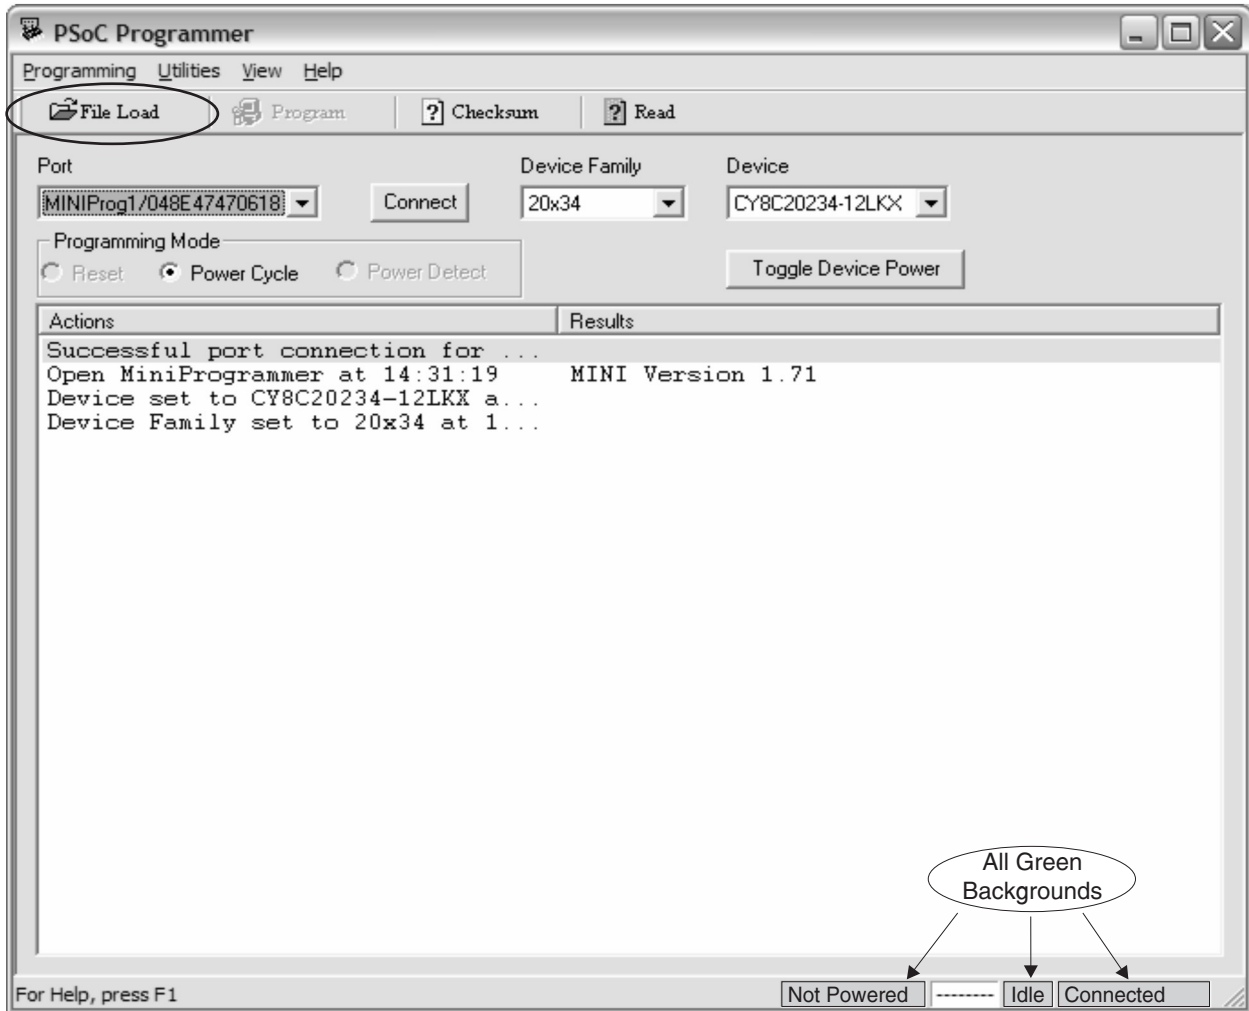 PSoC Programmer
Programming Utilities View Help
File Load Program Checksum Read
Port Device Family Device
MINIProg1/048E47470618 Connect 20x34 CY8C20234-12LKX
Programming Mode
Reset Power Cycle Power Detect Toggle Device Power
Actions Results
Successful port connection for ...
Open MiniProgrammer at 14:31:19 MINI Version 1.71
Device set to CY8C20234-12LKX a...
Device Family set to 20x34 at 1...
All Green
Backgrounds
For Help, press F1 Not Powered -------- Idle Connected